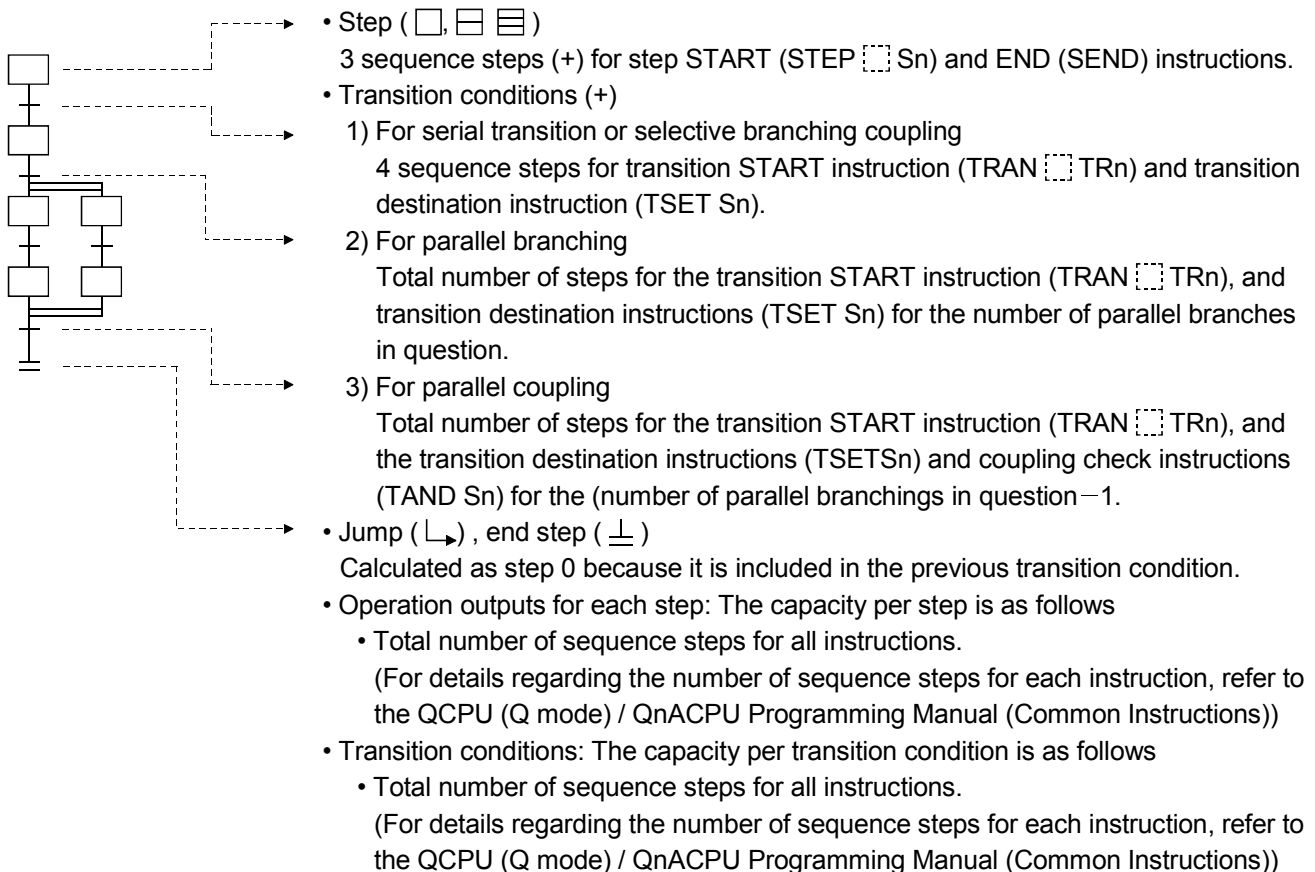 • Step ( □, 日 目 )
3 sequence steps (+) for step START (STEP ⬚ Sn) and END (SEND) instructions.
• Transition conditions (+)
1) For serial transition or selective branching coupling
4 sequence steps for transition START instruction (TRAN ⬚ TRn) and transition
destination instruction (TSET Sn).
2) For parallel branching
Total number of steps for the transition START instruction (TRAN ⬚ TRn), and
transition destination instructions (TSET Sn) for the number of parallel branches
in question.
3) For parallel coupling
Total number of steps for the transition START instruction (TRAN ⬚ TRn), and
the transition destination instructions (TSETSn) and coupling check instructions
(TAND Sn) for the (number of parallel branchings in question－1.
• Jump ( ↳ ) , end step ( ⊥ )
Calculated as step 0 because it is included in the previous transition condition.
• Operation outputs for each step: The capacity per step is as follows
• Total number of sequence steps for all instructions.
(For details regarding the number of sequence steps for each instruction, refer to
the QCPU (Q mode) / QnACPU Programming Manual (Common Instructions))
• Transition conditions: The capacity per transition condition is as follows
• Total number of sequence steps for all instructions.
(For details regarding the number of sequence steps for each instruction, refer to
the QCPU (Q mode) / QnACPU Programming Manual (Common Instructions))